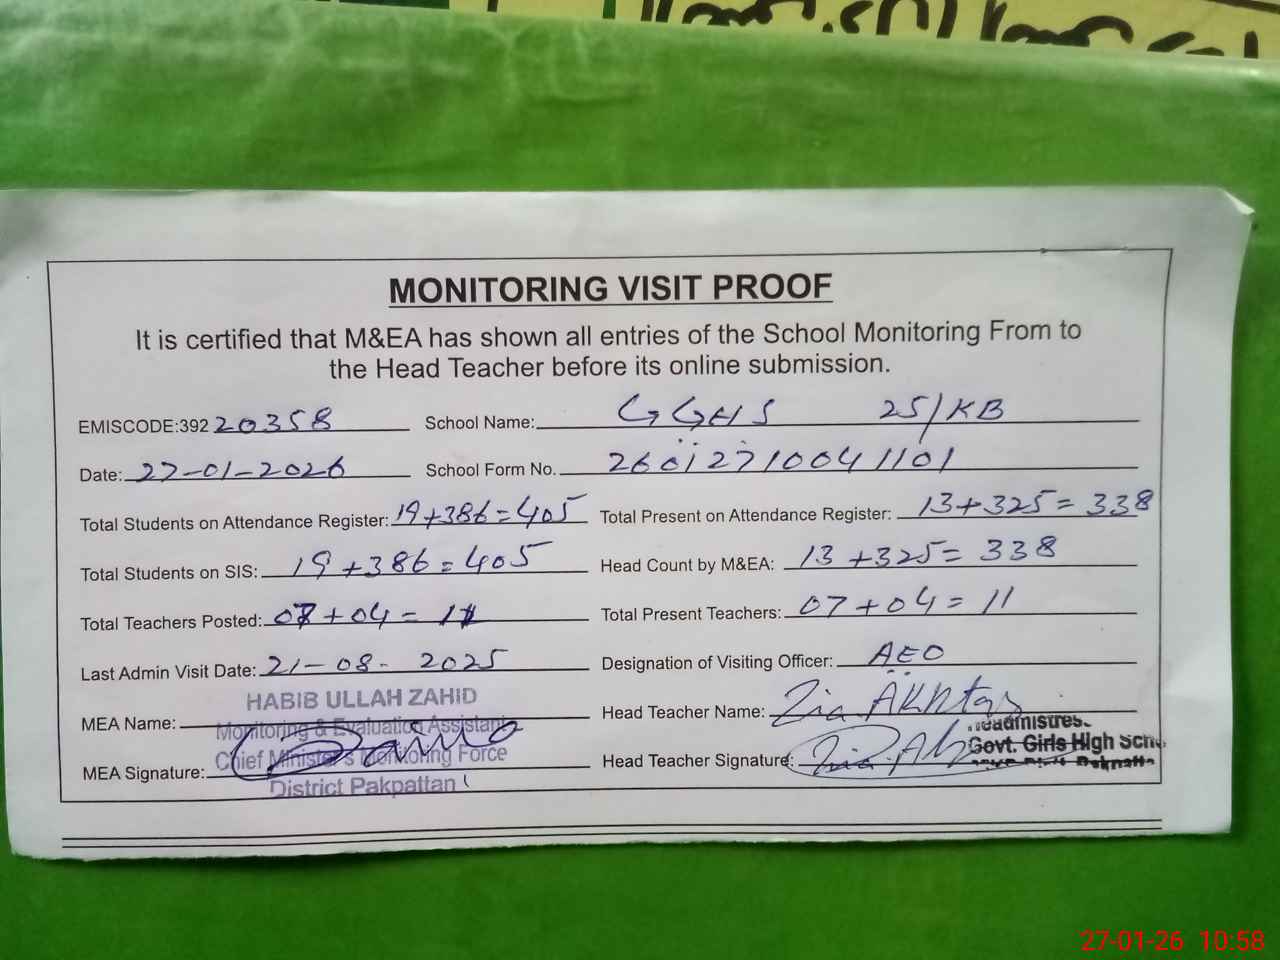 MONITORING VISIT PROOF
It is certified that M&EA has shown all entries of the School Monitoring From to
the Head Teacher before its online submission.
EMISCODE:392 20358 School Name: GGHS 25/KB
Date: 27-01-2026 School Form No. 26012710041101
Total Students on Attendance Register: 19+386=405 Total Present on Attendance Register: 13+325=338
Total Students on SIS: 19+386=405 Head Count by M&EA: 13+325=338
Total Teachers Posted: 07+04=11 Total Present Teachers: 07+04=11
Last Admin Visit Date: 21-08-2025 Designation of Visiting Officer: AEO
HABIB ULLAH ZAHID
MEA Name: Head Teacher Name: Zia Akhtar
Monitoring & Evaluation Assistant
Chief Minister's Monitoring Force
MEA Signature: Head Teacher Signature:
Govt. Girls High
District Pakpattan
27-01-26 10:58